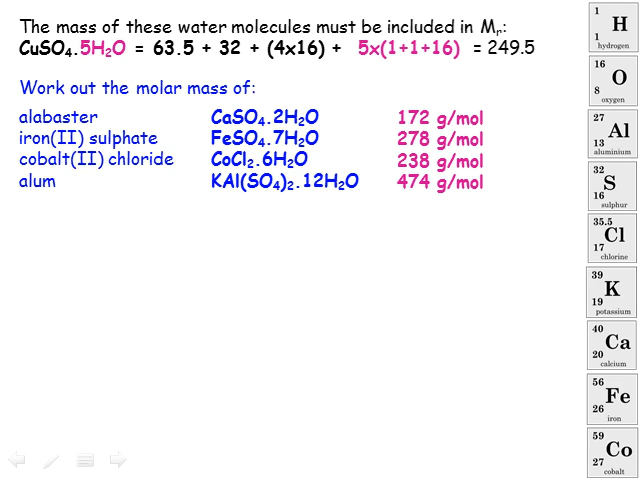 The mass of these water molecules must be included in Mᵣ:
CuSO₄.5H₂O = 63.5 + 32 + (4x16) + 5x(1+1+16) = 249.5
Work out the molar mass of:
alabaster CaSO₄.2H₂O 172 g/mol
iron(II) sulphate FeSO₄.7H₂O 278 g/mol
cobalt(II) chloride CoCl₂.6H₂O 238 g/mol
alum KAl(SO₄)₂.12H₂O 474 g/mol
1
H
1
hydrogen
16
O
8
oxygen
27
Al
13
aluminium
32
S
16
sulphur
35.5
Cl
17
chlorine
39
K
19
potassium
40
Ca
20
calcium
56
Fe
26
iron
59
Co
27
cobalt